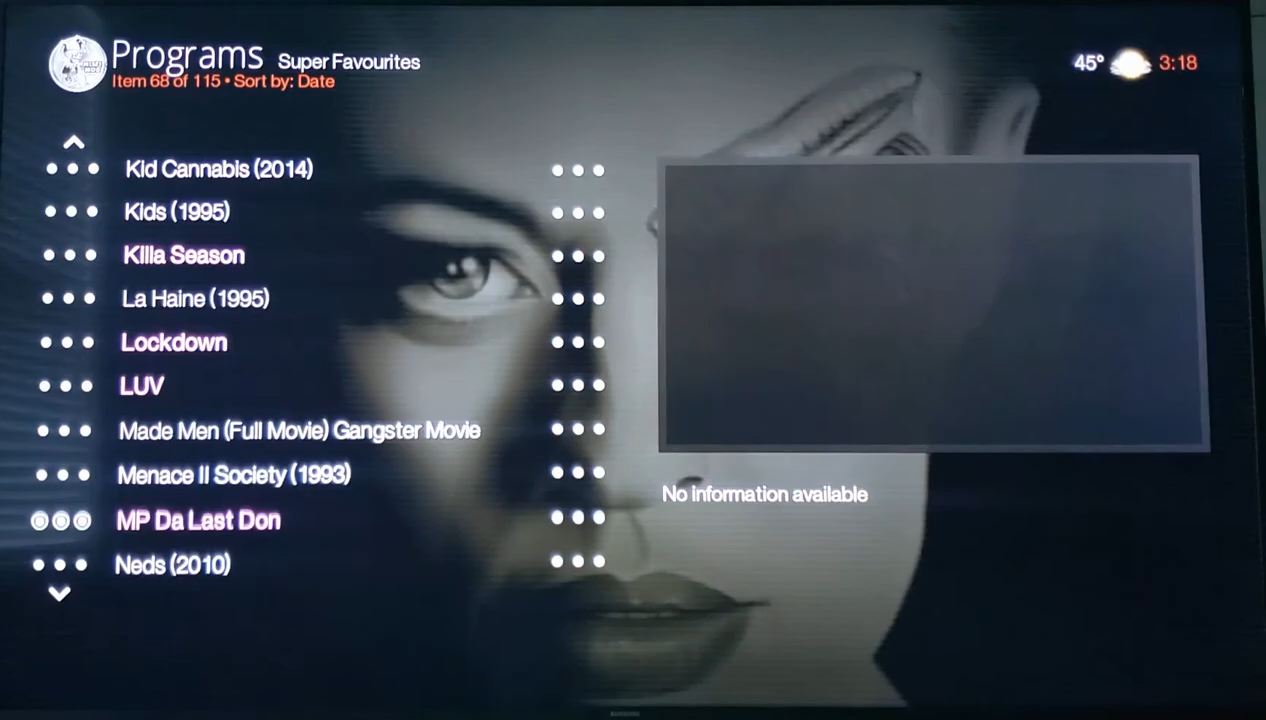 Programs Super Favourites
Item 68 of 115 • Sort by: Date
45° 3:18
Kid Cannabis (2014)
Kids (1995)
Killa Season
La Haine (1995)
Lockdown
LUV
Made Men (Full Movie) Gangster Movie
Menace II Society (1993)
MP Da Last Don
Neds (2010)
No information available